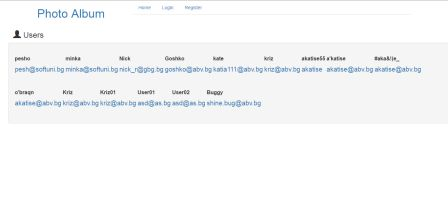 Photo Album Home Login Register
Users
pesho minka Nick Goshko kate kriz akatise55 a'katise #aka&!(e_
pesh@softuni.bg minka@softuni.bg nick_r@gbg.bg goshko@abv.bg katia111@abv.bg kriz@abv.bg akatise akatise@abv.bg akatise@abv.bg
o'braqn Kriz Kriz01 User01 User02 Buggy
akatise@abv.bg kriz@abv.bg kriz@abv.bg asd@as.bg asd@as.bg shine.bug@abv.bg